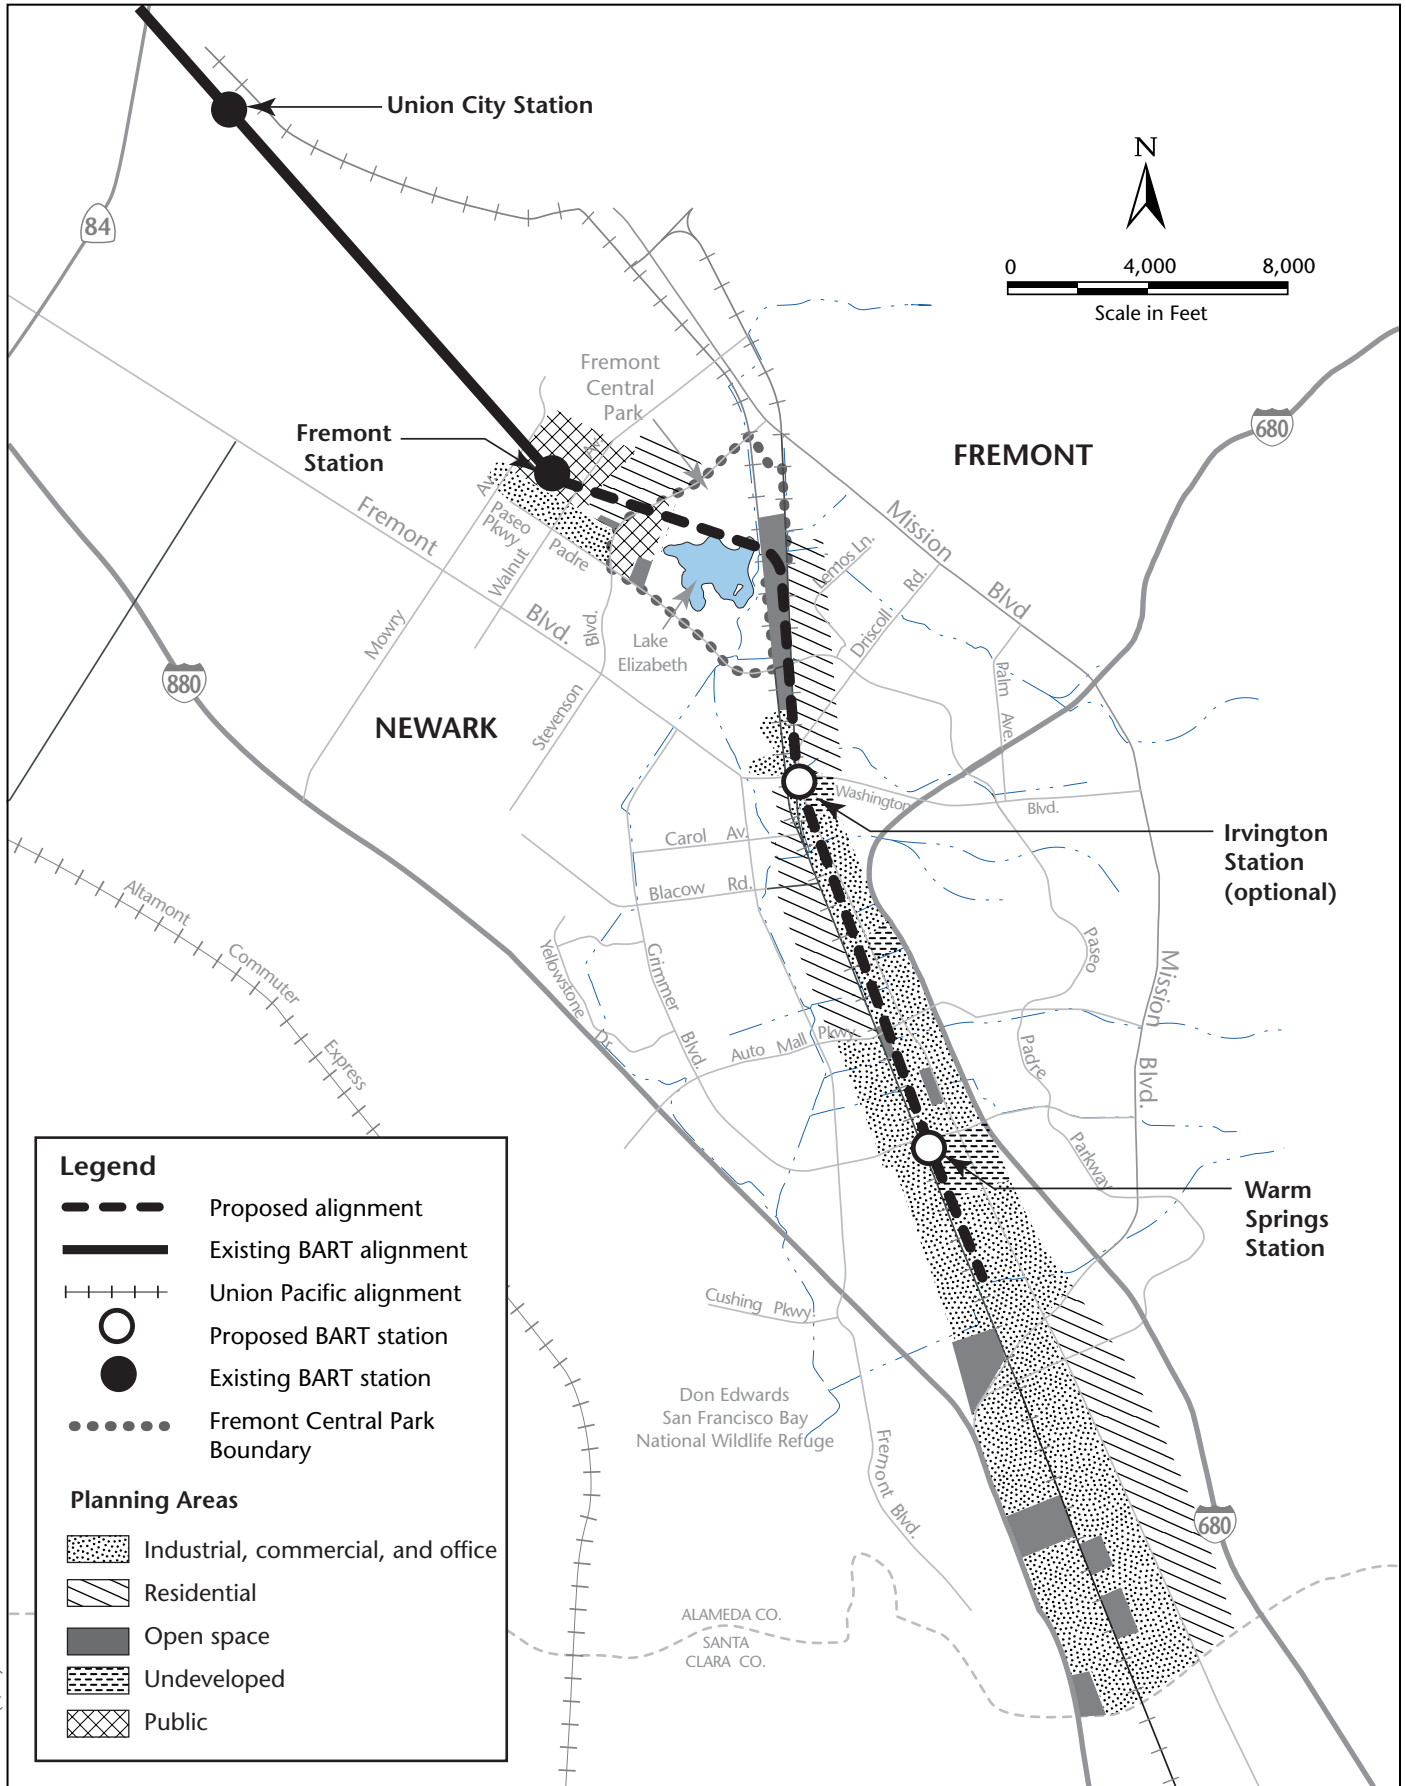 Union City Station
N
0 4,000 8,000
Scale in Feet
84
Fremont
Central
Park
Fremont
Station
FREMONT
680
Av.
Av.
Paseo
Pkwy
Padre
Walnut
Fremont
Blvd.
Mowry
Stevenson
Blvd.
Lake
Elizabeth
Lemos Ln.
Driscoll Rd.
Mission
Blvd
Palm Ave.
880
NEWARK
Washington
Blvd.
Irvington
Station
(optional)
Carol Av.
Blacow Rd.
Altamont
Commuter
Express
Yellowstone
Dr.
Grimmer
Blvd.
Auto Mall Pkwy
Paseo
Padre
Parkway
Mission
Blvd.
Warm
Springs
Station
Cushing Pkwy.
Don Edwards
San Francisco Bay
National Wildlife Refuge
Fremont Blvd.
680
ALAMEDA CO.
SANTA
CLARA CO.
Legend
Proposed alignment
Existing BART alignment
Union Pacific alignment
Proposed BART station
Existing BART station
Fremont Central Park
Boundary
Planning Areas
Industrial, commercial, and office
Residential
Open space
Undeveloped
Public